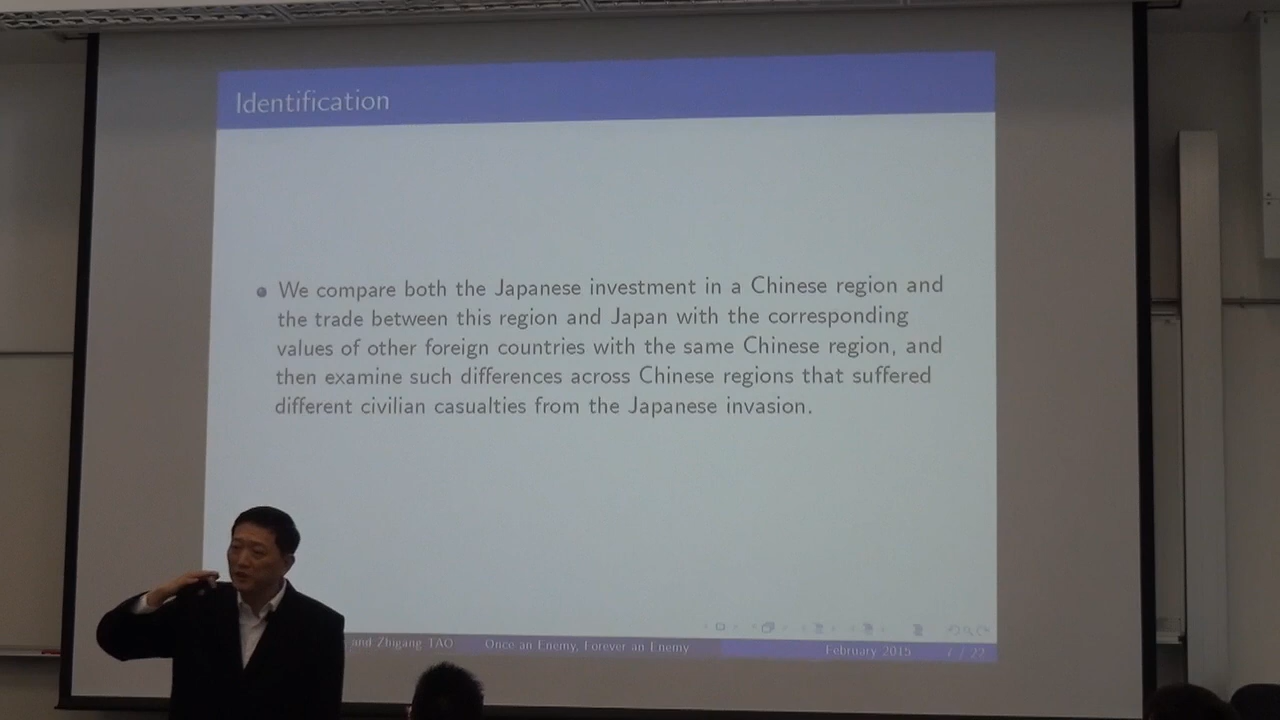 Identification
We compare both the Japanese investment in a Chinese region and
the trade between this region and Japan with the corresponding
values of other foreign countries with the same Chinese region, and
then examine such differences across Chinese regions that suffered
different civilian casualties from the Japanese invasion.
and Zhigang TAO Once an Enemy, Forever an Enemy February 2015 / 22